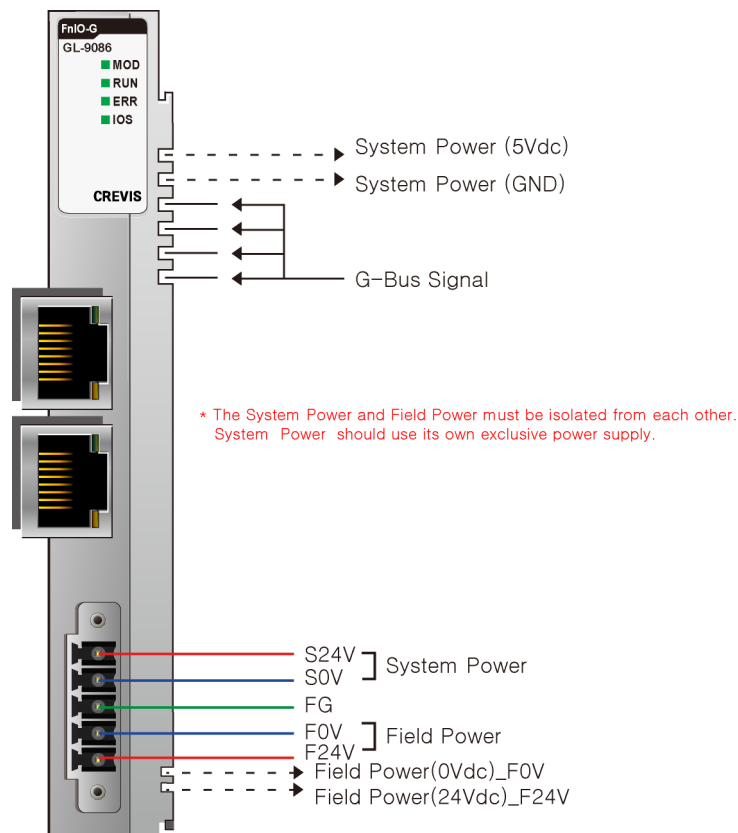 FnIO-G
GL-9086
MOD
RUN
ERR
IOS
CREVIS
System Power (5Vdc)
System Power (GND)
G-Bus Signal
* The System Power and Field Power must be isolated from each other.
System Power should use its own exclusive power supply.
S24V
System Power
S0V
FG
F0V
Field Power
F24V
Field Power(0Vdc)_F0V
Field Power(24Vdc)_F24V